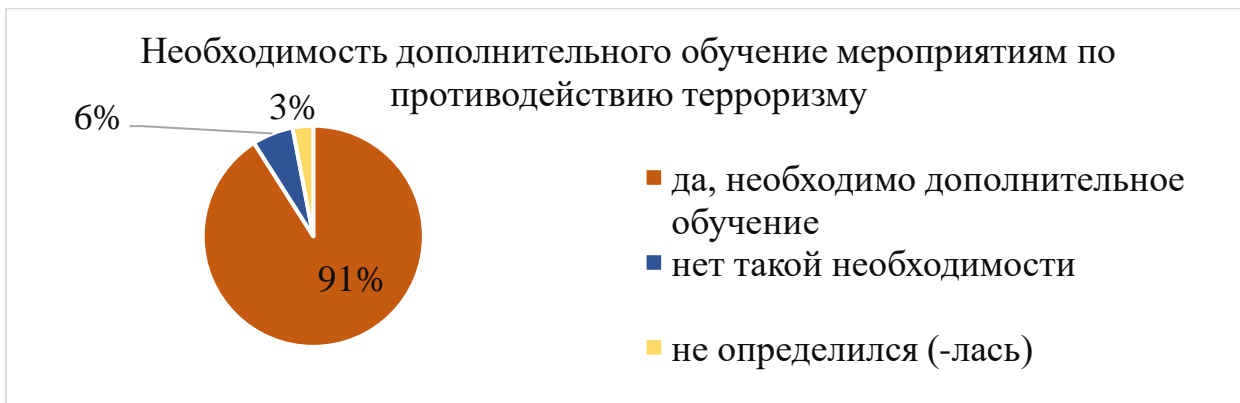 Необходимость дополнительного обучение мероприятиям по
противодействию терроризму
6%
3%
91%
да, необходимо дополнительное
обучение
нет такой необходимости
не определился (-лась)